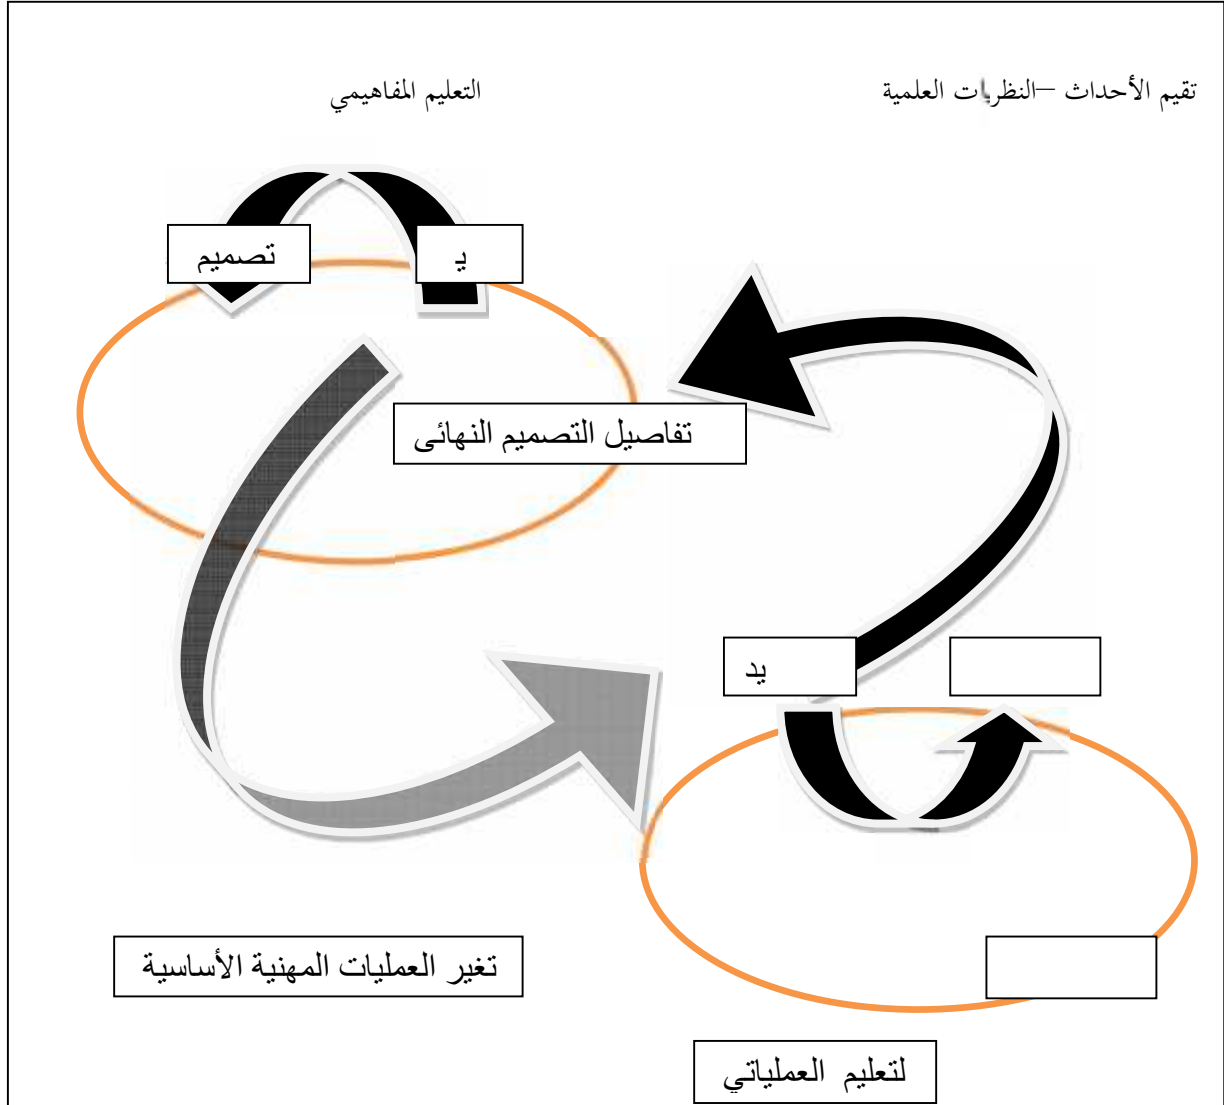 تقيم الأحداث –النظريات العلمية
التعليم المفاهيمي
يـ
تصميم
تفاصيل التصميم النهائى
يد
تغير العمليات المهنية الأساسية
لتعليم العملياتي